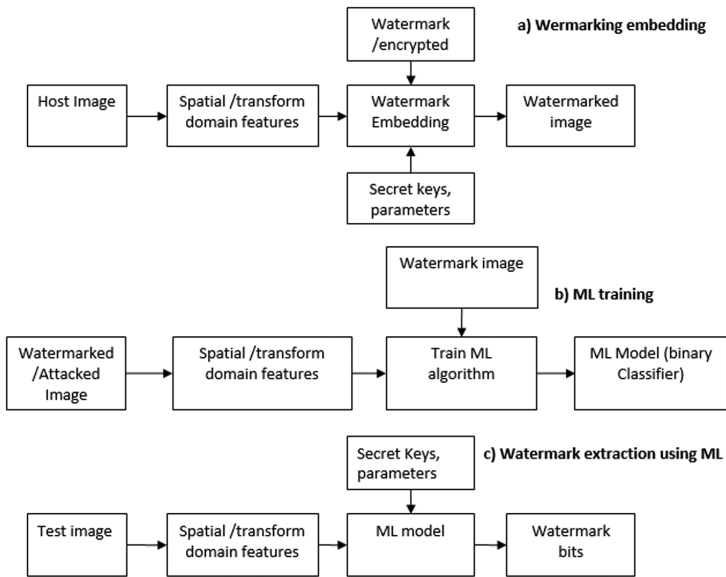 Watermark
/encrypted
a) Wermarking embedding
Host Image
Spatial /transform
domain features
Watermark
Embedding
Watermarked
image
Secret keys,
parameters
Watermark image
b) ML training
Watermarked
/Attacked
Image
Spatial /transform
domain features
Train ML
algorithm
ML Model (binary
Classifier)
Secret Keys,
parameters
c) Watermark extraction using ML
Test image
Spatial /transform
domain features
ML model
Watermark
bits